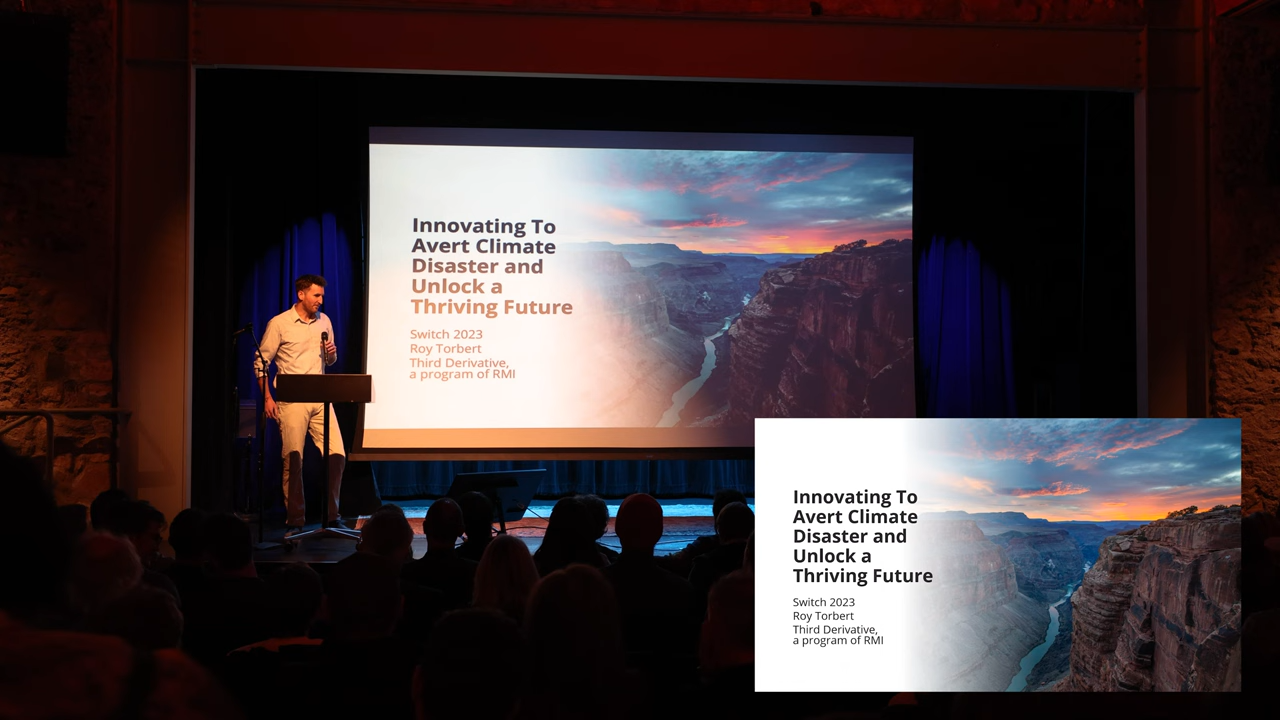 Innovating To
Avert Climate
Disaster and
Unlock a
Thriving Future
Switch 2023
Roy Torbert
Third Derivative,
a program of RMI
Innovating To
Avert Climate
Disaster and
Unlock a
Thriving Future
Switch 2023
Roy Torbert
Third Derivative,
a program of RMI